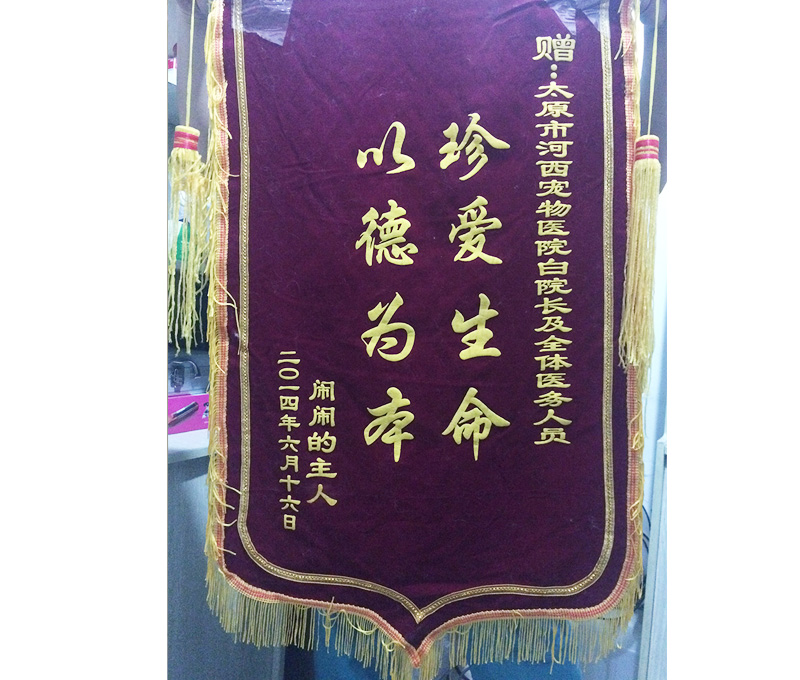 赠:太原市河西宠物医院白院长及全体医务人员
珍爱生命
以德为本
闹闹的主人
二〇一四年六月十六日